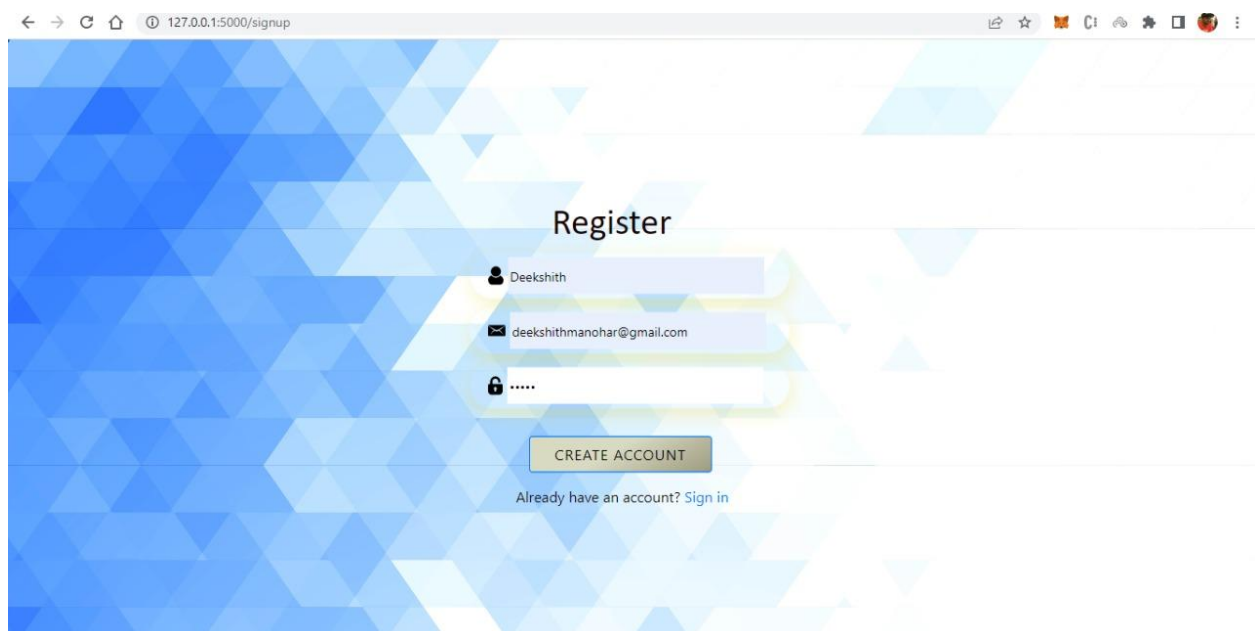 127.0.0.1:5000/signup
Register
Deekshith
deekshithmanohar@gmail.com
•••••
CREATE ACCOUNT
Already have an account? Sign in